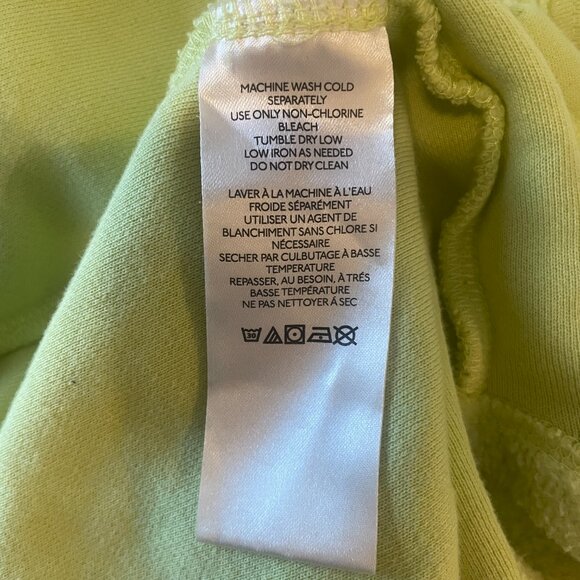 MACHINE WASH COLD
SEPARATELY
USE ONLY NON-CHLORINE
BLEACH
TUMBLE DRY LOW
LOW IRON AS NEEDED
DO NOT DRY CLEAN
LAVER À LA MACHINE À L'EAU
FROIDE SÉPARÉMENT
UTILISER UN AGENT DE
BLANCHIMENT SANS CHLORE SI
NÉCESSAIRE
SECHER PAR CULBUTAGE À BASSE
TEMPERATURE
REPASSER, AU BESOIN, À TRÉS
BASSE TEMPÉRATURE
NE PAS NETTOYER Á SEC
30